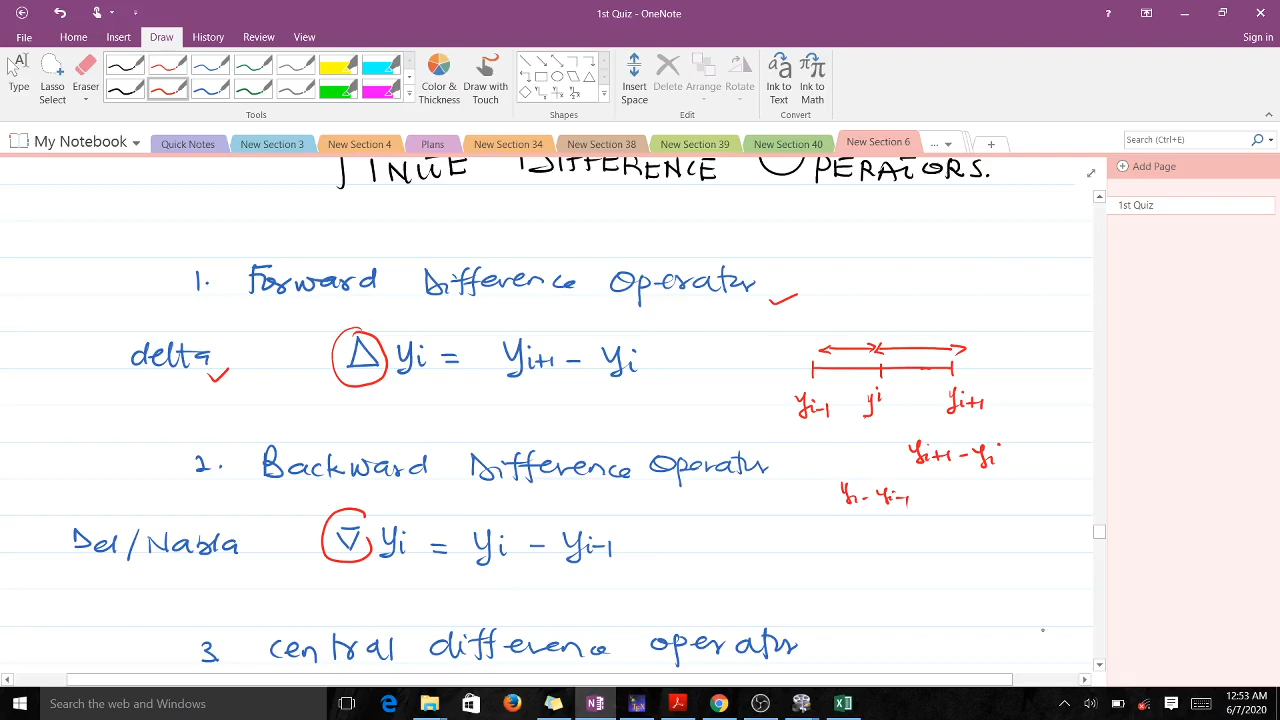 1st Quiz - OneNote
File Home Insert Draw History Review View Sign in
Type Lasso Select Eraser Color & Thickness Draw with Touch Insert Space Delete Arrange Rotate Ink to Text Ink to Math
Tools Shapes Edit Convert
My Notebook Quick Notes New Section 3 New Section 4 Plans New Section 34 New Section 38 New Section 39 New Section 40 New Section 6 ... Search (Ctrl+E)
Add Page
1st Quiz
FINITE DIFFERENCE OPERATORS.
1. Forward Difference Operator
delta Δ yi = yi+1 - yi
yi-1 yi yi+1
yi+1 - yi
yi - yi-1
2. Backward Difference Operator
Del/Nabla ∇ yi = yi - yi-1
3. central difference operator
Search the web and Windows
12:53 AM
6/7/2020